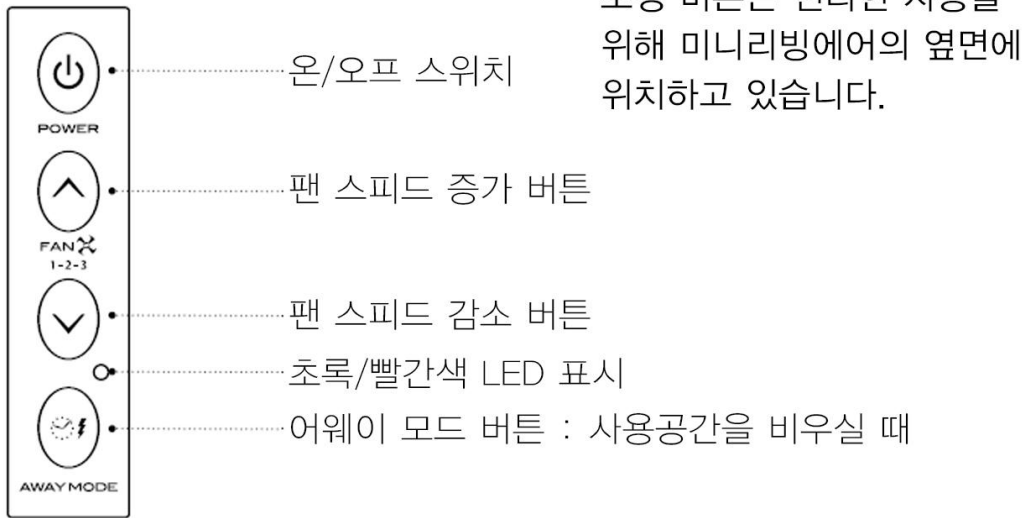 위해 미니리빙에어의 옆면에
위치하고 있습니다.
POWER
온/오프 스위치
FAN
1-2-3
팬 스피드 증가 버튼
팬 스피드 감소 버튼
초록/빨간색 LED 표시
AWAY MODE
어웨이 모드 버튼 : 사용공간을 비우실 때